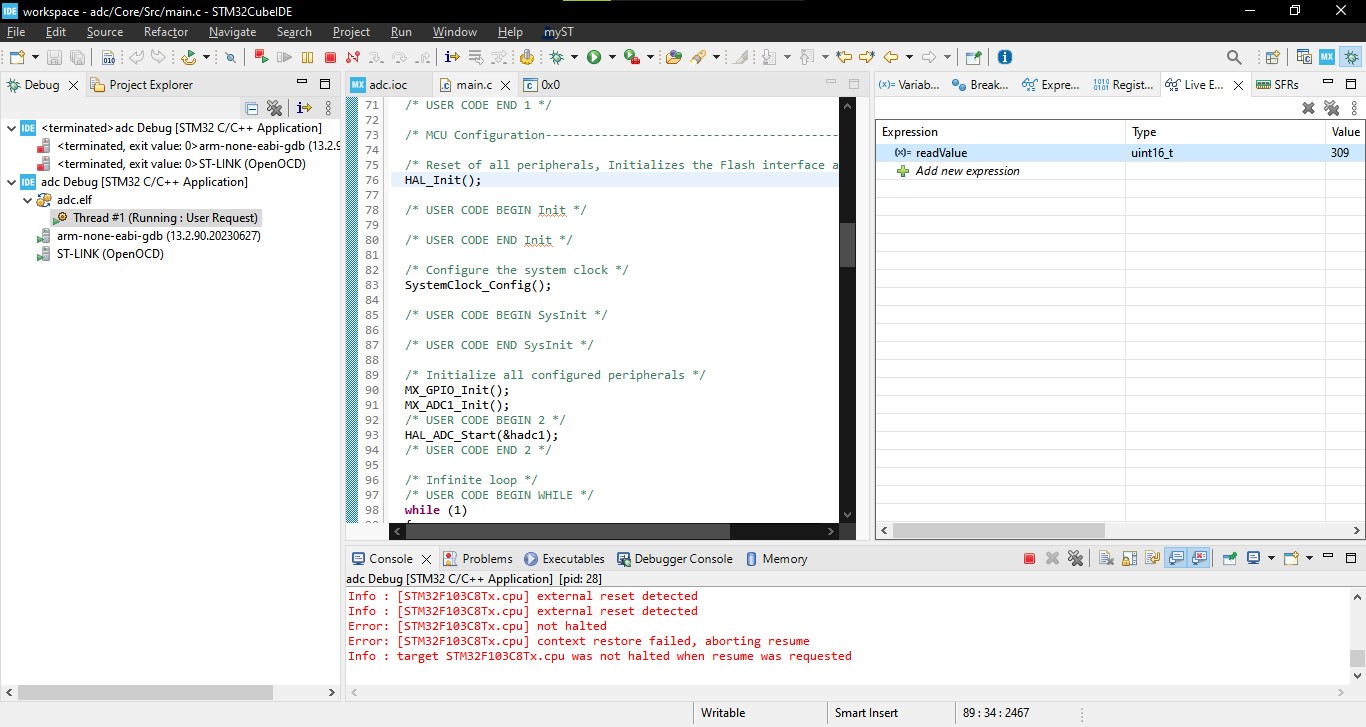 IDE workspace - adc/Core/Src/main.c - STM32CubeIDE
File Edit Source Refactor Navigate Search Project Run Window Help myST
Debug Project Explorer
IDE <terminated>adc Debug [STM32 C/C++ Application]
<terminated, exit value: 0>arm-none-eabi-gdb (13.2.9
<terminated, exit value: 0>ST-LINK (OpenOCD)
IDE adc Debug [STM32 C/C++ Application]
adc.elf
Thread #1 (Running : User Request)
arm-none-eabi-gdb (13.2.90.20230627)
ST-LINK (OpenOCD)
MX adc.ioc main.c 0x0
71 /* USER CODE END 1 */
72
73 /* MCU Configuration--------------------------------------------
74
75 /* Reset of all peripherals, Initializes the Flash interface a
76 HAL_Init();
77
78 /* USER CODE BEGIN Init */
79
80 /* USER CODE END Init */
81
82 /* Configure the system clock */
83 SystemClock_Config();
84
85 /* USER CODE BEGIN SysInit */
86
87 /* USER CODE END SysInit */
88
89 /* Initialize all configured peripherals */
90 MX_GPIO_Init();
91 MX_ADC1_Init();
92 /* USER CODE BEGIN 2 */
93 HAL_ADC_Start(&hadc1);
94 /* USER CODE END 2 */
95
96 /* Infinite loop */
97 /* USER CODE BEGIN WHILE */
98 while (1)
(x)= Variab... Break... Expre... 1010 0101 Regist... Live E... SFRs
Expression Type Value
(x)= readValue uint16_t 309
Add new expression
Console Problems Executables Debugger Console Memory
adc Debug [STM32 C/C++ Application] [pid: 28]
Info : [STM32F103C8Tx.cpu] external reset detected
Info : [STM32F103C8Tx.cpu] external reset detected
Error: [STM32F103C8Tx.cpu] not halted
Error: [STM32F103C8Tx.cpu] context restore failed, aborting resume
Info : target STM32F103C8Tx.cpu was not halted when resume was requested
Writable Smart Insert 89 : 34 : 2467